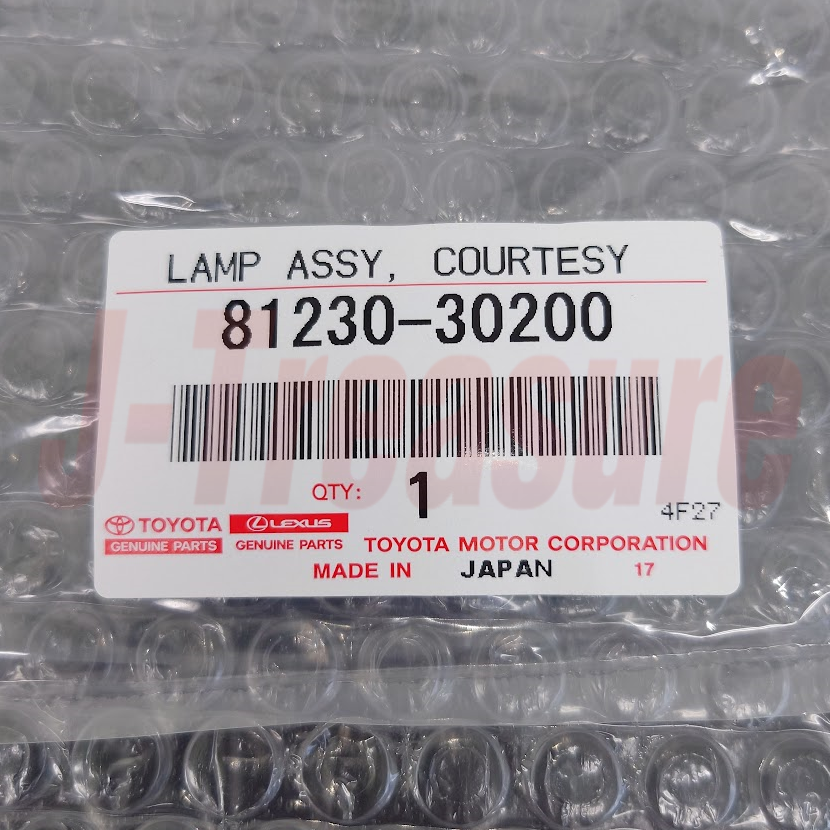 LAMP ASSY, COURTESY
81230-30200
J-Treasure
QTY: 1
4F27
TOYOTA LEXUS
GENUINE PARTS GENUINE PARTS TOYOTA MOTOR CORPORATION
MADE IN JAPAN 17